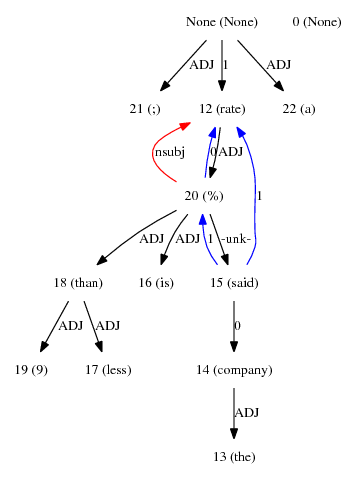 None (None) 0 (None)
ADJ 1 ADJ
21 (;) 12 (rate) 22 (a)
nsubj 0 ADJ 1
20 (%)
ADJ ADJ 1 -unk-
18 (than) 16 (is) 15 (said)
ADJ ADJ 0
19 (9) 17 (less) 14 (company)
ADJ
13 (the)